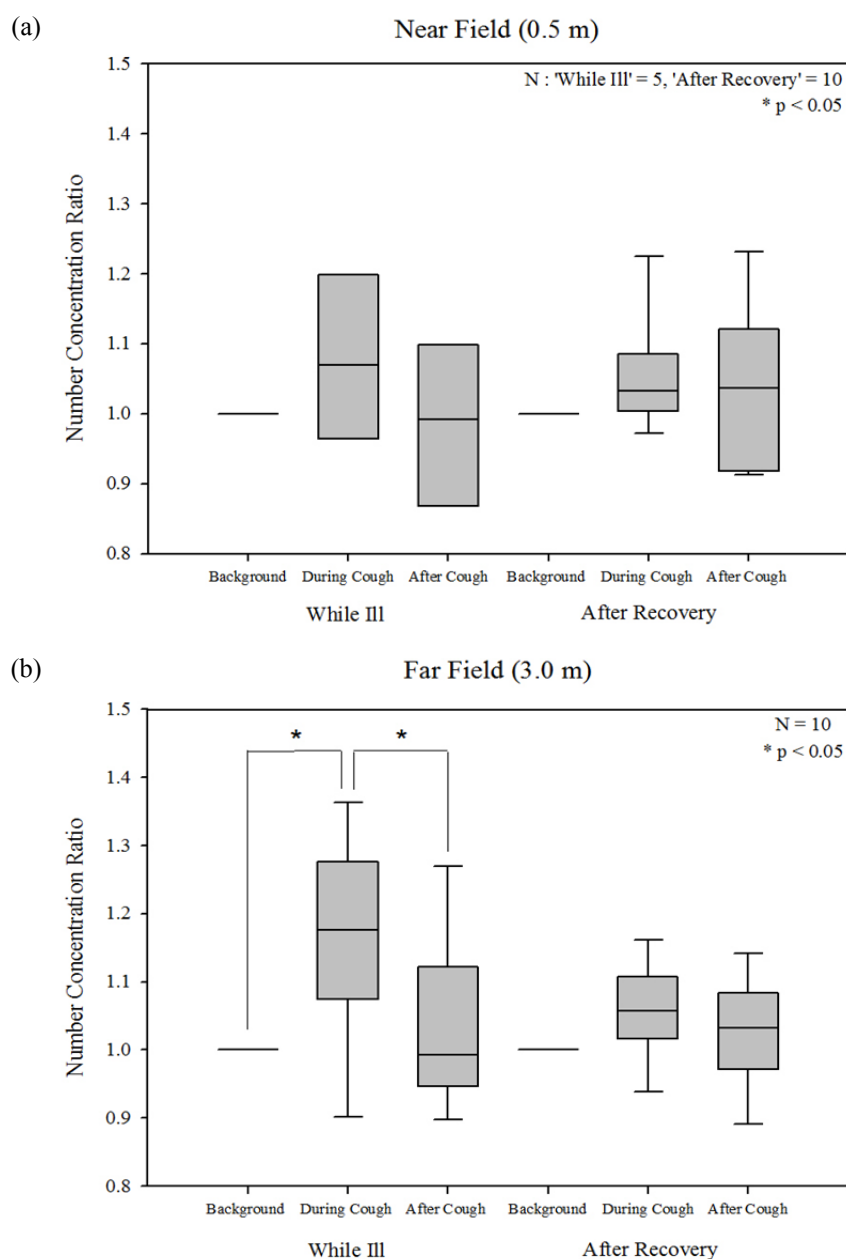 (a)
Near Field (0.5 m)
N : 'While Ill' = 5, 'After Recovery' = 10
* p < 0.05
Number Concentration Ratio
1.5
1.4
1.3
1.2
1.1
1.0
0.9
0.8
Background During Cough After Cough Background During Cough After Cough
While Ill After Recovery
(b)
Far Field (3.0 m)
N = 10
* p < 0.05
* *
Number Concentration Ratio
1.5
1.4
1.3
1.2
1.1
1.0
0.9
0.8
Background During Cough After Cough Background During Cough After Cough
While Ill After Recovery